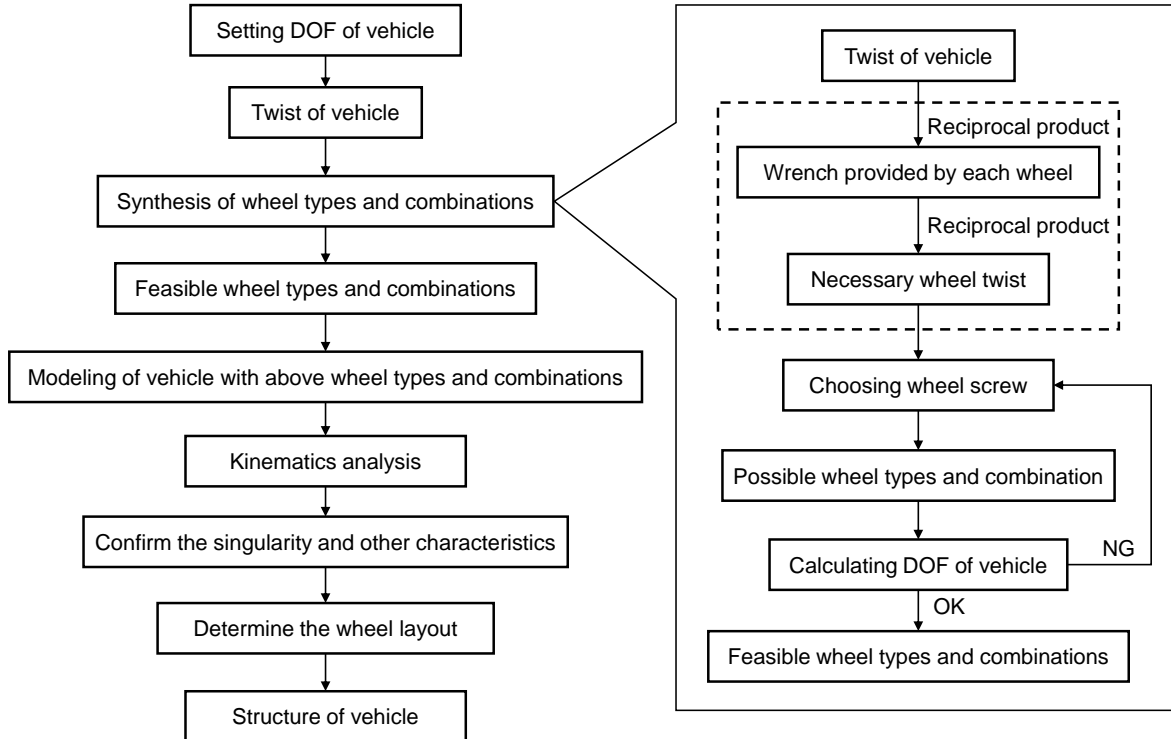 Setting DOF of vehicle
Twist of vehicle
Synthesis of wheel types and combinations
Feasible wheel types and combinations
Modeling of vehicle with above wheel types and combinations
Kinematics analysis
Confirm the singularity and other characteristics
Determine the wheel layout
Structure of vehicle
Twist of vehicle
Reciprocal product
Wrench provided by each wheel
Reciprocal product
Necessary wheel twist
Choosing wheel screw
Possible wheel types and combination
Calculating DOF of vehicle
NG
OK
Feasible wheel types and combinations